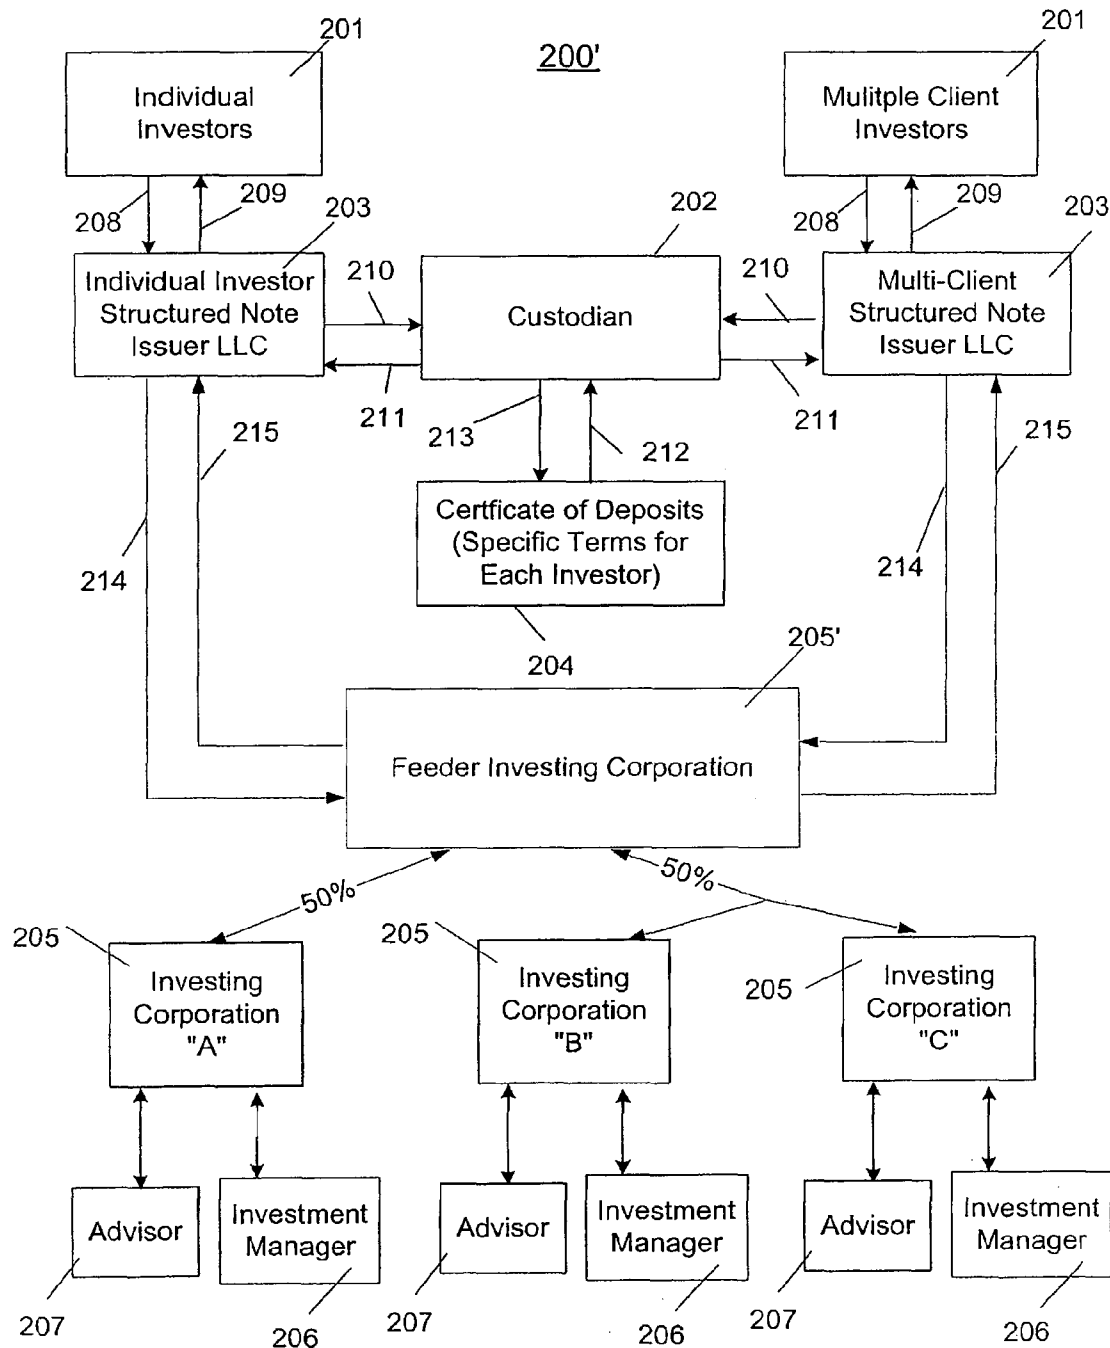 201
200'
201
Individual
Investors
Mulitple Client
Investors
208
209
203
202
208
209
203
Individual Investor
Structured Note
Issuer LLC
210
Custodian
210
Multi-Client
Structured Note
Issuer LLC
211
213
212
211
215
215
Certficate of Deposits
(Specific Terms for
Each Investor)
214
214
204
205'
Feeder Investing Corporation
50%
50%
205
205
205
Investing
Corporation
"A"
Investing
Corporation
"B"
Investing
Corporation
"C"
Advisor
Investment
Manager
Advisor
Investment
Manager
Advisor
Investment
Manager
207
206
207
206
207
206